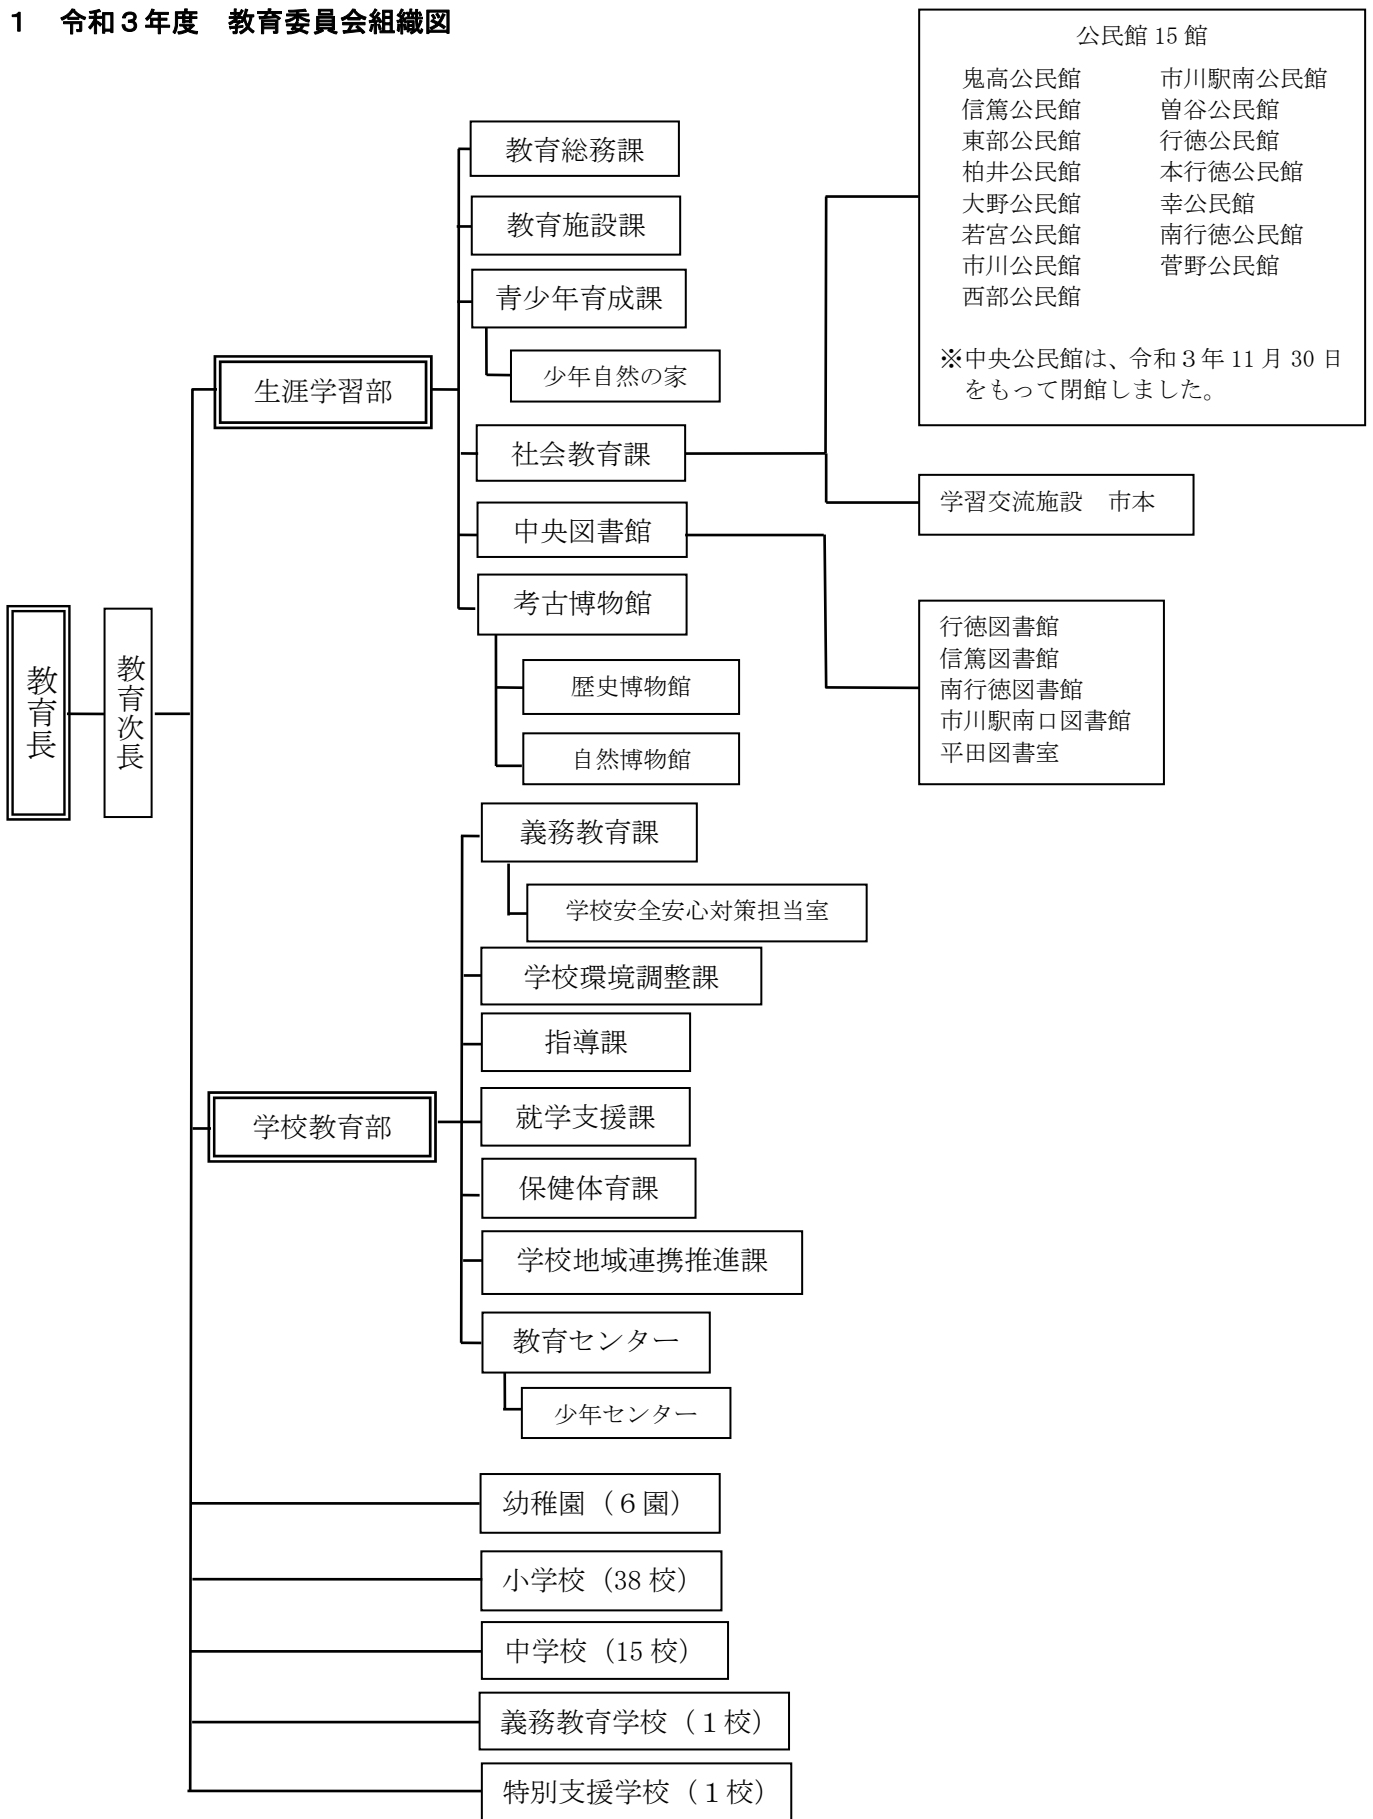 1　令和３年度　教育委員会組織図
公民館 15 館
鬼高公民館　市川駅南公民館
信篤公民館　曽谷公民館
東部公民館　行徳公民館
柏井公民館　本行徳公民館
大野公民館　幸公民館
若宮公民館　南行徳公民館
市川公民館　菅野公民館
西部公民館
※中央公民館は、令和３年 11 月 30 日
をもって閉館しました。
教育総務課
教育施設課
青少年育成課
少年自然の家
生涯学習部
社会教育課
学習交流施設　市本
中央図書館
考古博物館
行徳図書館
信篤図書館
南行徳図書館
市川駅南口図書館
平田図書室
教育長
教育次長
歴史博物館
自然博物館
義務教育課
学校安全安心対策担当室
学校環境調整課
指導課
学校教育部
就学支援課
保健体育課
学校地域連携推進課
教育センター
少年センター
幼稚園（６園）
小学校（38 校）
中学校（15 校）
義務教育学校（１校）
特別支援学校（１校）